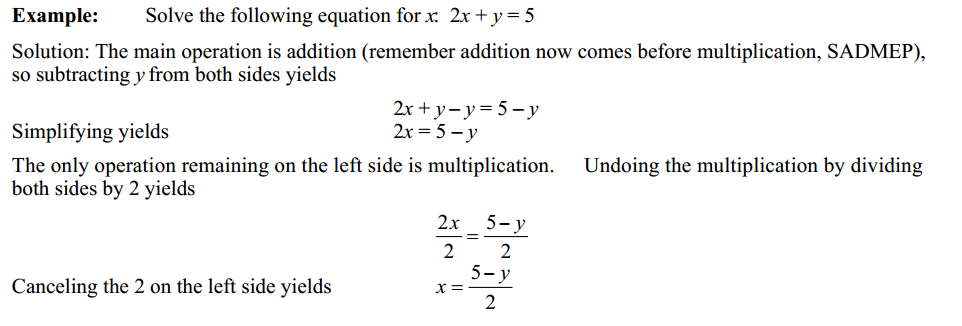 Example: Solve the following equation for x: 2x + y = 5
Solution: The main operation is addition (remember addition now comes before multiplication, SADMEP),
so subtracting y from both sides yields
2x + y – y = 5 – y
Simplifying yields 2x = 5 – y
The only operation remaining on the left side is multiplication. Undoing the multiplication by dividing
both sides by 2 yields
2x/2 = 5 – y/2
Canceling the 2 on the left side yields x = 5 – y/2